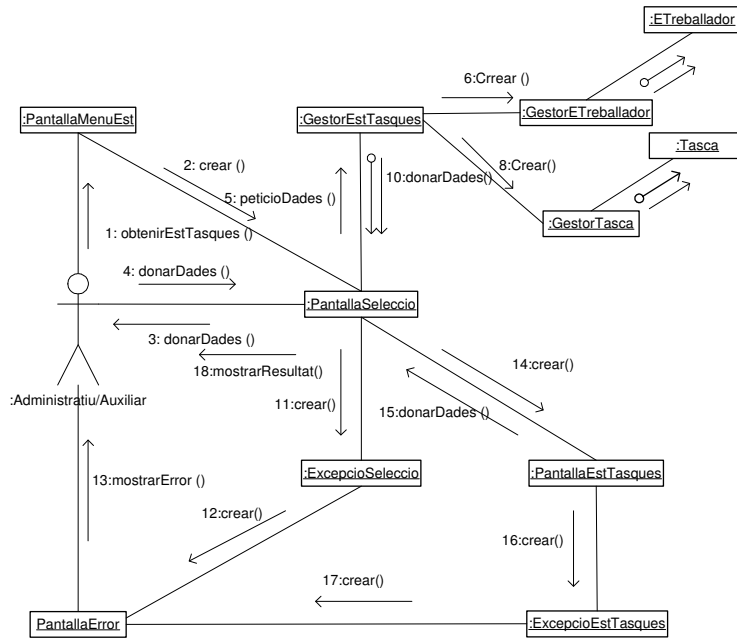 :ETreballador
6:Crrear ()
:PantallaMenuEst
:GestorEstTasques
:GestorETreballador
:Tasca
2: crear ()
8:Crear()
5: peticioDades ()
10:donarDades()
:GestorTasca
1: obtenirEstTasques ()
4: donarDades ()
:PantallaSeleccio
3: donarDades ()
18:mostrarResultat()
14:crear()
:Administratiu/Auxiliar
11:crear()
15:donarDades ()
13:mostrarError ()
:ExcepcioSeleccio
:PantallaEstTasques
12:crear()
16:crear()
17:crear()
PantallaError
:ExcepcioEstTasques